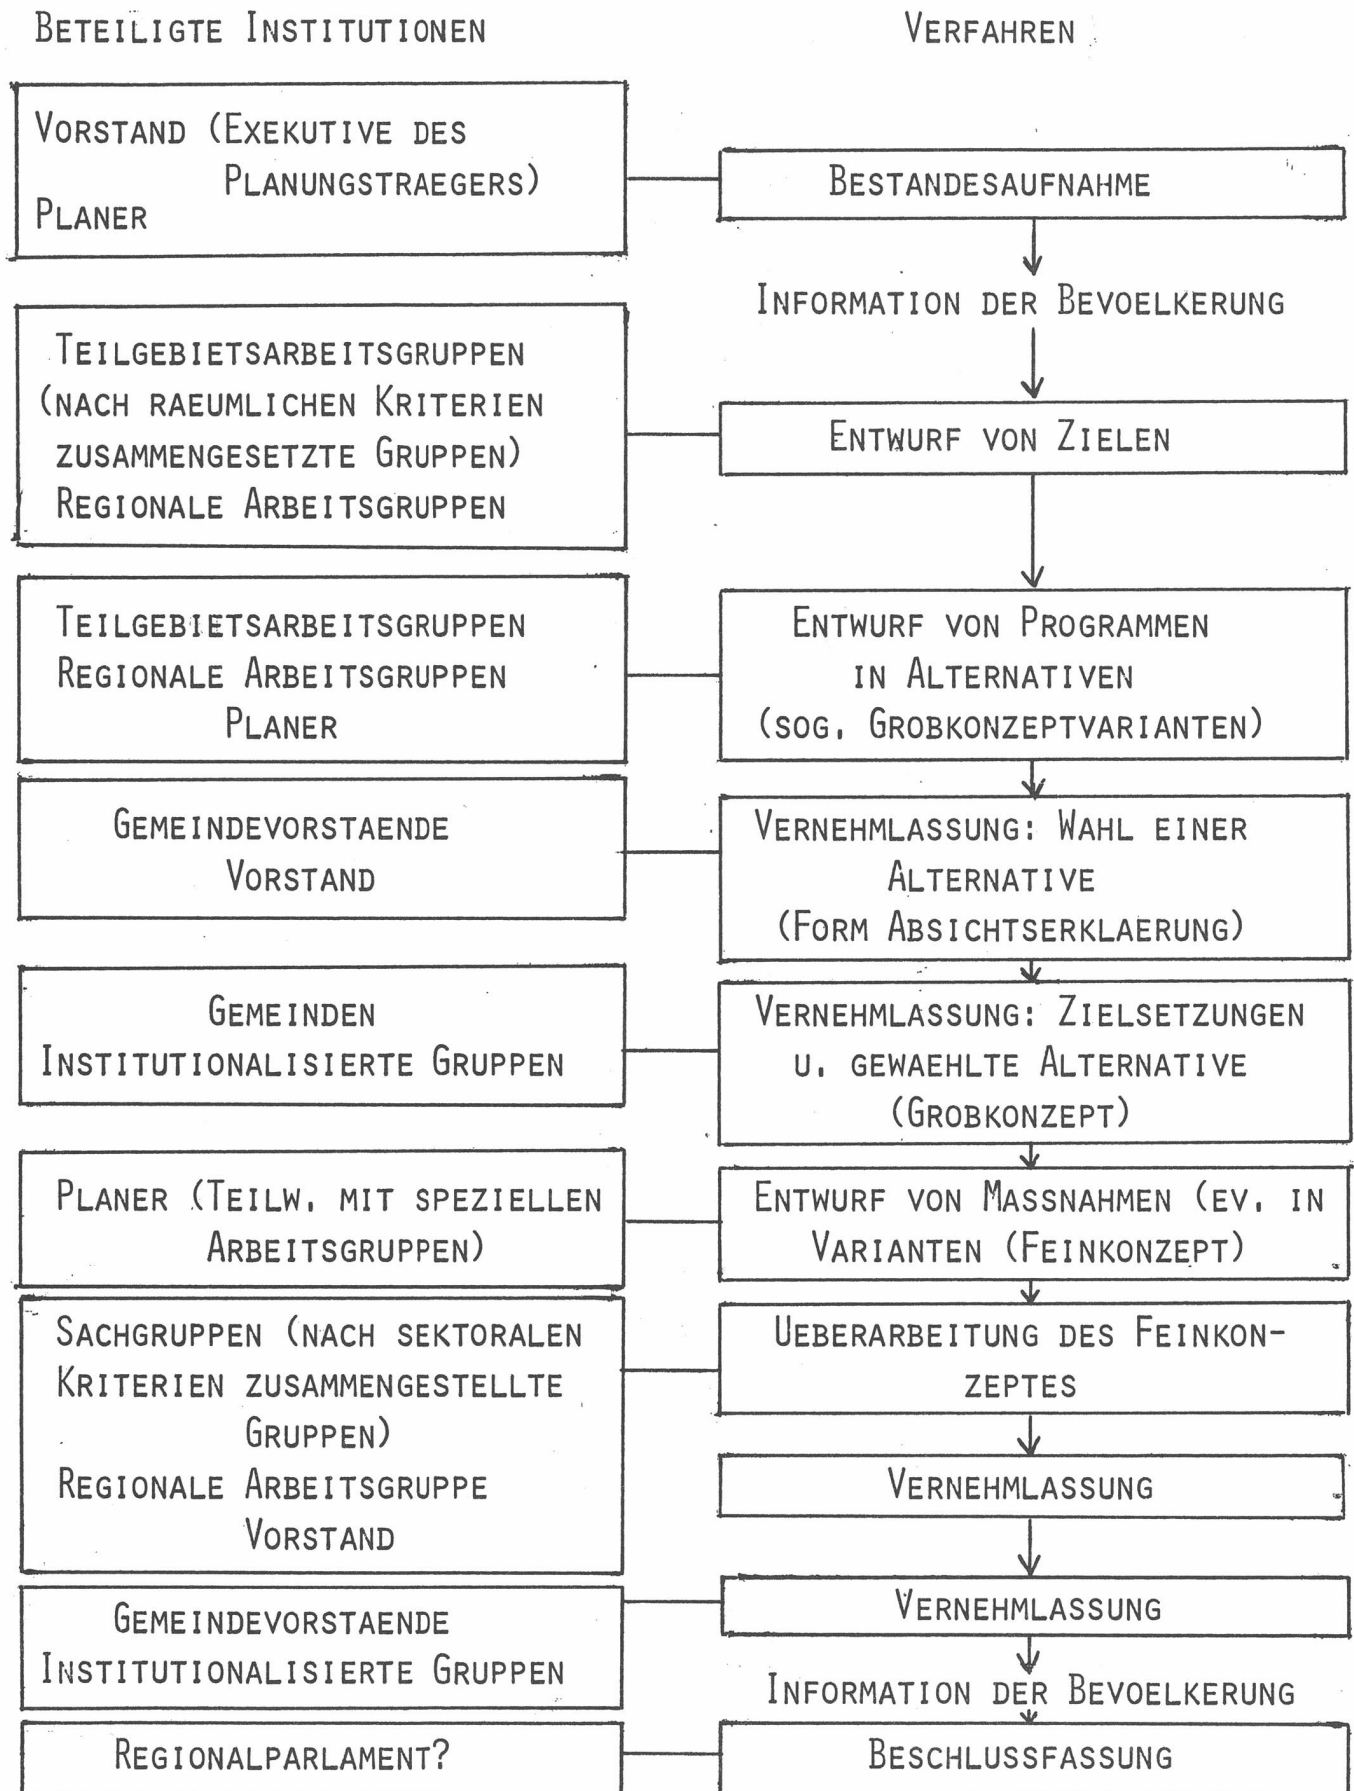 BETEILIGTE INSTITUTIONEN
VERFAHREN
VORSTAND (EXEKUTIVE DES
PLANUNGSTRAEGERS)
PLANER
BESTANDESAUFNAHME
INFORMATION DER BEVOELKERUNG
TEILGEBIETSARBEITSGRUPPEN
(NACH RAEUMLICHEN KRITERIEN
ZUSAMMENGESETZTE GRUPPEN)
REGIONALE ARBEITSGRUPPEN
ENTWURF VON ZIELEN
TEILGEBIETSARBEITSGRUPPEN
REGIONALE ARBEITSGRUPPEN
PLANER
ENTWURF VON PROGRAMMEN
IN ALTERNATIVEN
(SOG. GROBKONZEPTVARIANTEN)
GEMEINDEVORSTAENDE
VORSTAND
VERNEHMLASSUNG: WAHL EINER
ALTERNATIVE
(FORM ABSICHTSERKLAERUNG)
GEMEINDEN
INSTITUTIONALISIERTE GRUPPEN
VERNEHMLASSUNG: ZIELSETZUNGEN
U. GEWAEHLTE ALTERNATIVE
(GROBKONZEPT)
PLANER (TEILW. MIT SPEZIELLEN
ARBEITSGRUPPEN)
ENTWURF VON MASSNAHMEN (EV. IN
VARIANTEN (FEINKONZEPT)
SACHGRUPPEN (NACH SEKTORALEN
KRITERIEN ZUSAMMENGESTELLTE
GRUPPEN)
REGIONALE ARBEITSGRUPPE
VORSTAND
UEBERARBEITUNG DES FEINKON-
ZEPTES
VERNEHMLASSUNG
GEMEINDEVORSTAENDE
INSTITUTIONALISIERTE GRUPPEN
VERNEHMLASSUNG
INFORMATION DER BEVOELKERUNG
REGIONALPARLAMENT?
BESCHLUSSFASSUNG